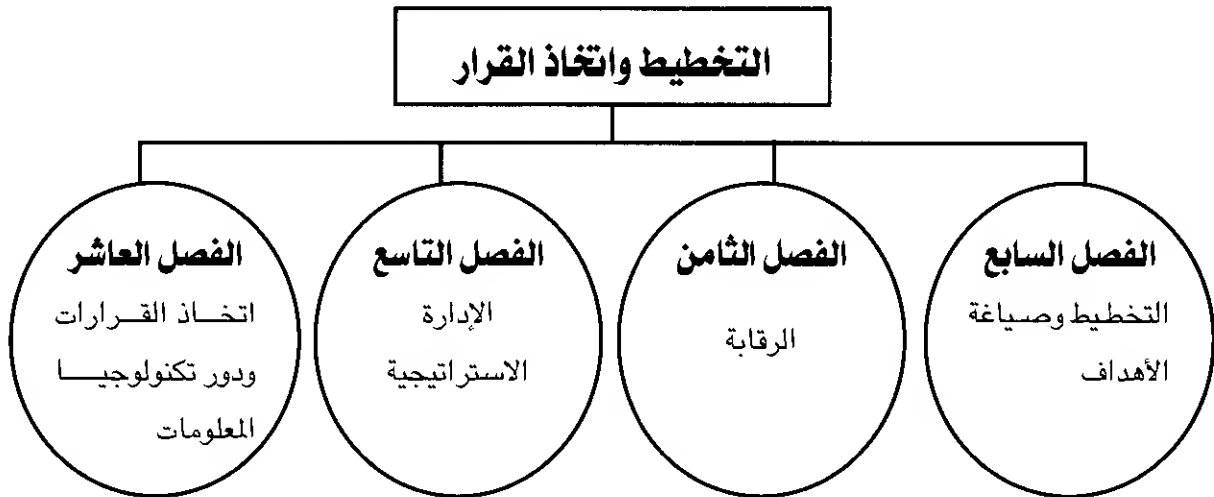 التخطيط واتخاذ القرار
الفصل السابع
التخطيط وصياغة
الأهداف
الفصل الثامن
الرقابة
الفصل التاسع
الإدارة
الاستراتيجية
الفصل العاشر
اتخاذ القرارات
ودور تكنولوجيا
المعلومات